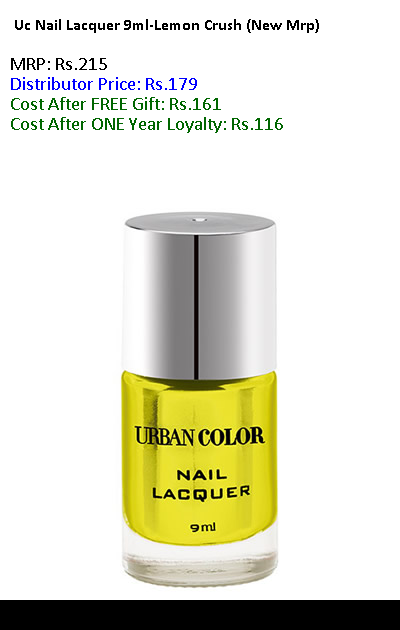 Uc Nail Lacquer 9ml-Lemon Crush (New Mrp)
MRP: Rs.215
Distributor Price: Rs.179
Cost After FREE Gift: Rs.161
Cost After ONE Year Loyalty: Rs.116
URBAN COLOR
NAIL
LACQUER
9ml